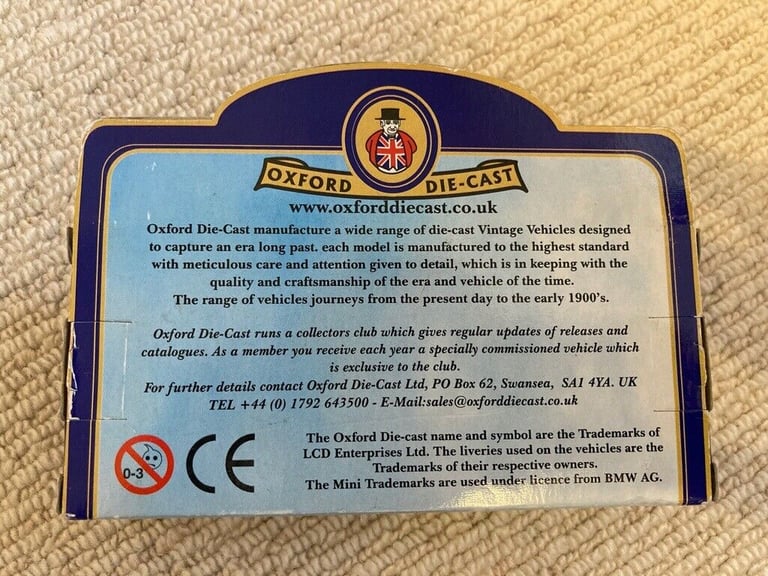 OXFORD DIE-CAST
www.oxforddiecast.co.uk
Oxford Die-Cast manufacture a wide range of die-cast Vintage Vehicles designed
to capture an era long past. each model is manufactured to the highest standard
with meticulous care and attention given to detail, which is in keeping with the
quality and craftsmanship of the era and vehicle of the time.
The range of vehicles journeys from the present day to the early 1900's.
Oxford Die-Cast runs a collectors club which gives regular updates of releases and
catalogues. As a member you receive each year a specially commissioned vehicle which
is exclusive to the club.
For further details contact Oxford Die-Cast Ltd, PO Box 62, Swansea, SA1 4YA. UK
TEL +44 (0) 1792 643500 - E-Mail:sales@oxforddiecast.co.uk
0-3
CE
The Oxford Die-cast name and symbol are the Trademarks of
LCD Enterprises Ltd. The liveries used on the vehicles are the
Trademarks of their respective owners.
The Mini Trademarks are used under licence from BMW AG.